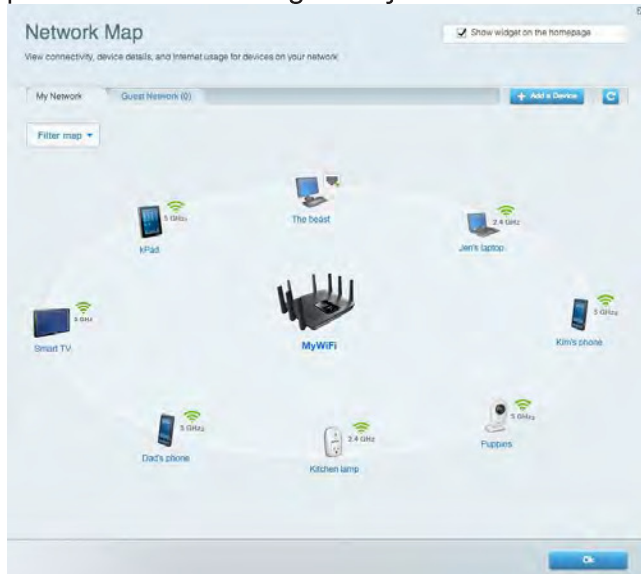 Network Map
Show widget on the homepage
View connectivity, device details, and Internet usage for devices on your network
My Network
Guest Network (0)
+ Add a Device
Filter map
The beast
5 GHz
kPad
2.4 GHz
Jen's laptop
5 GHz
Smart TV
MyWiFi
5 GHz
Kim's phone
5 GHz
Dad's phone
2.4 GHz
Kitchen lamp
5 GHz
Puppies
Ok